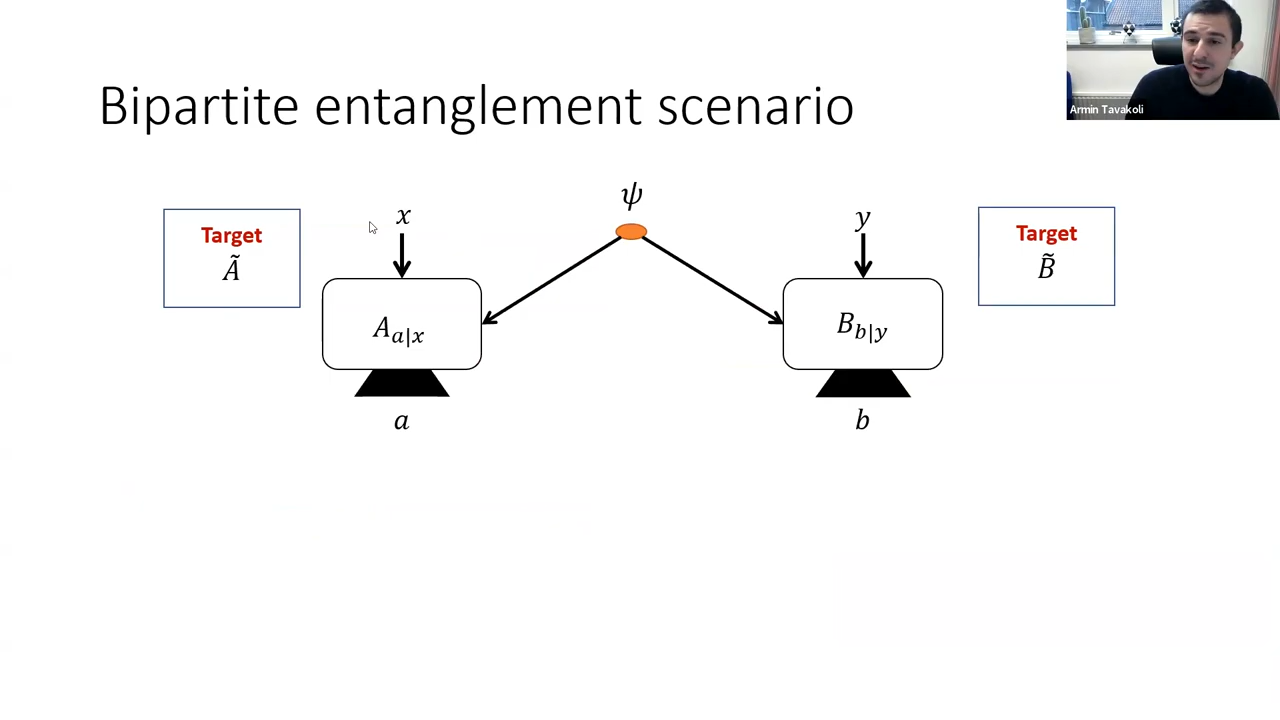 Bipartite entanglement scenario
Armin Tavakoli
ψ
Target
Ã
x
y
Target
B̃
A_{a|x}
B_{b|y}
a
b